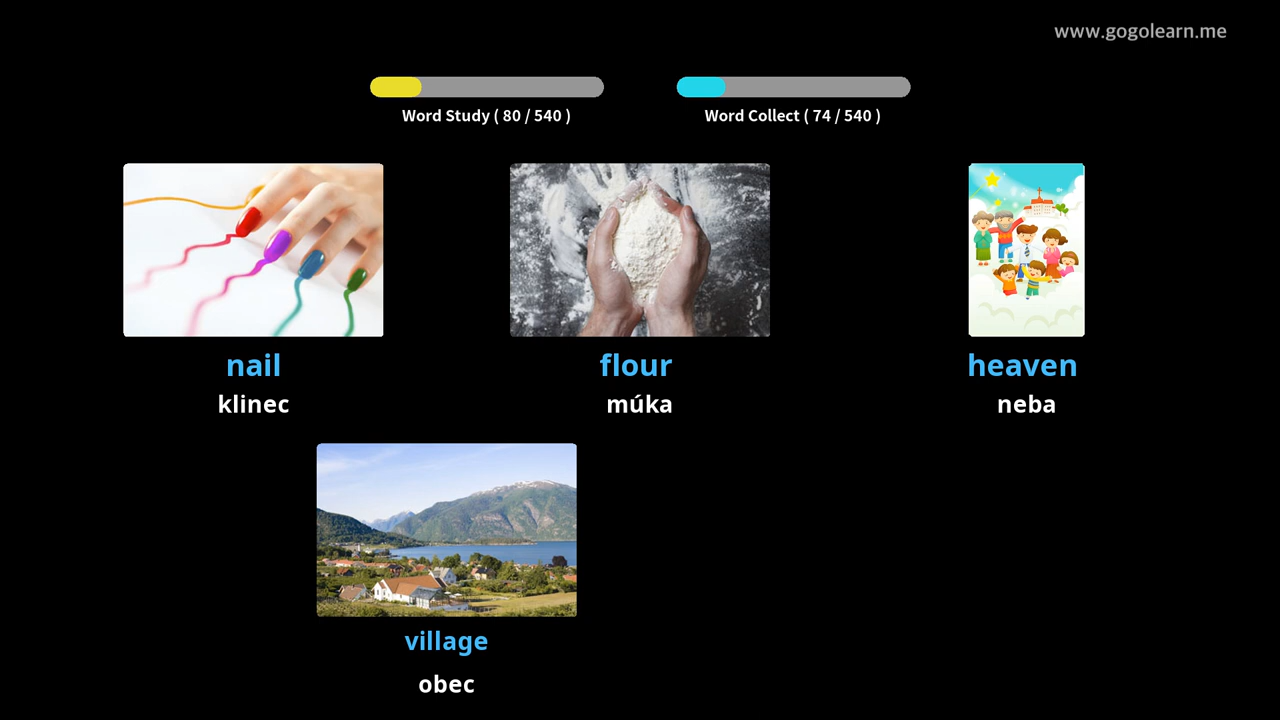 www.gogolearn.me
Word Study ( 80 / 540 )
Word Collect ( 74 / 540 )
nail
klinec
flour
múka
heaven
neba
village
obec